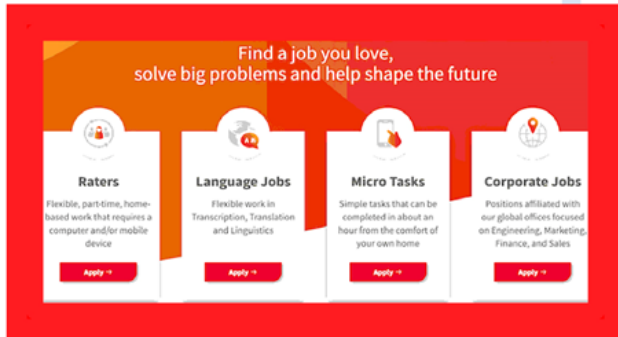 Find a job you love,
solve big problems and help shape the future
Raters
Flexible, part-time, home-
based work that requires a
computer and/or mobile
device
Apply →
Language Jobs
Flexible work in
Transcription, Translation
and Linguistics
Apply →
Micro Tasks
Simple tasks that can be
completed in about an
hour from the comfort of
your own home
Apply →
Corporate Jobs
Positions affiliated with
our global offices focused
on Engineering, Marketing,
Finance, and Sales
Apply →